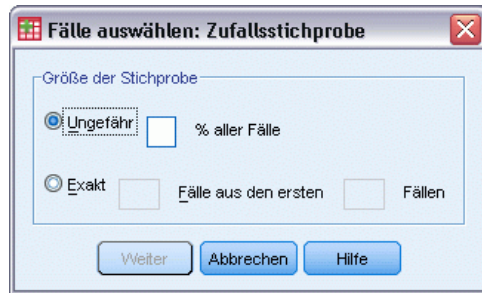 Fälle auswählen: Zufallsstichprobe
Größe der Stichprobe
Ungefähr % aller Fälle
Exakt Fälle aus den ersten Fällen
Weiter Abbrechen Hilfe